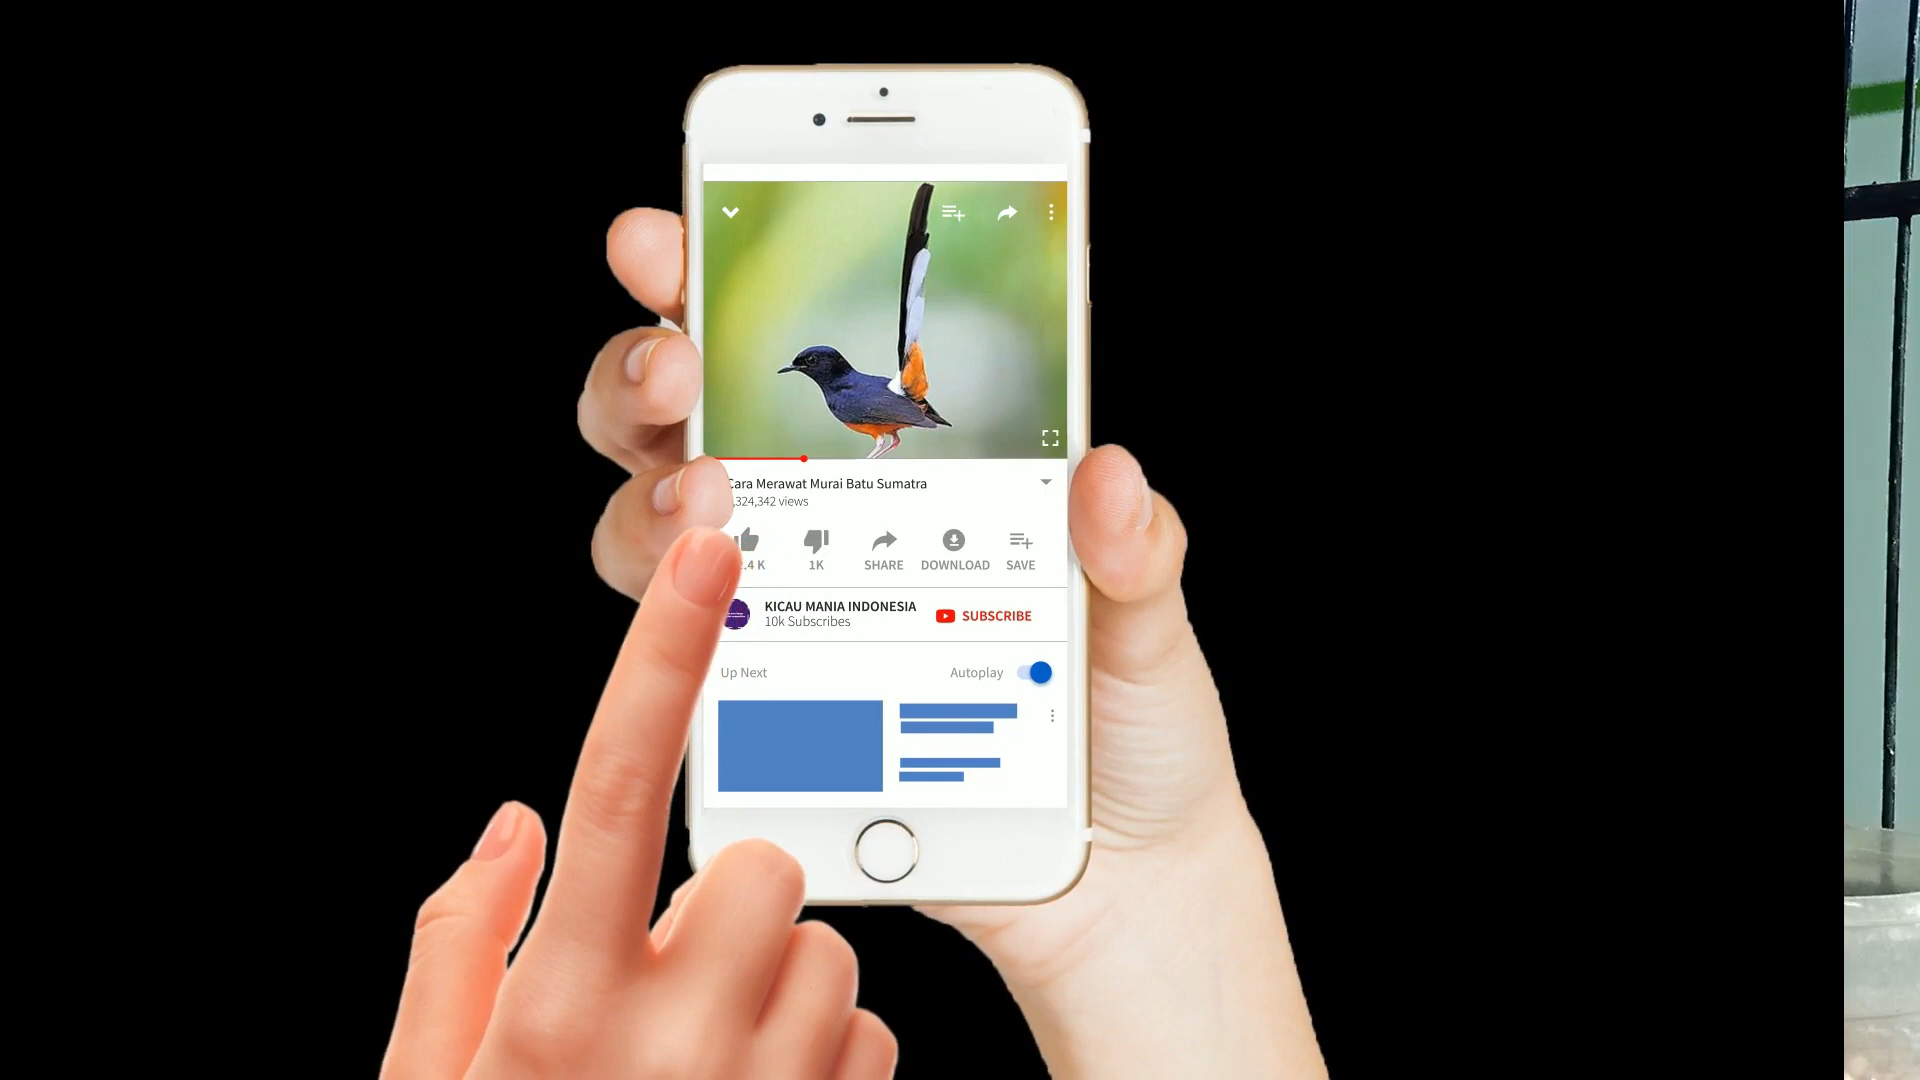 Cara Merawat Murai Batu Sumatra
,324,342 views
.4 K
1K
SHARE
DOWNLOAD
SAVE
KICAU MANIA INDONESIA
10k Subscribes
SUBSCRIBE
Up Next
Autoplay